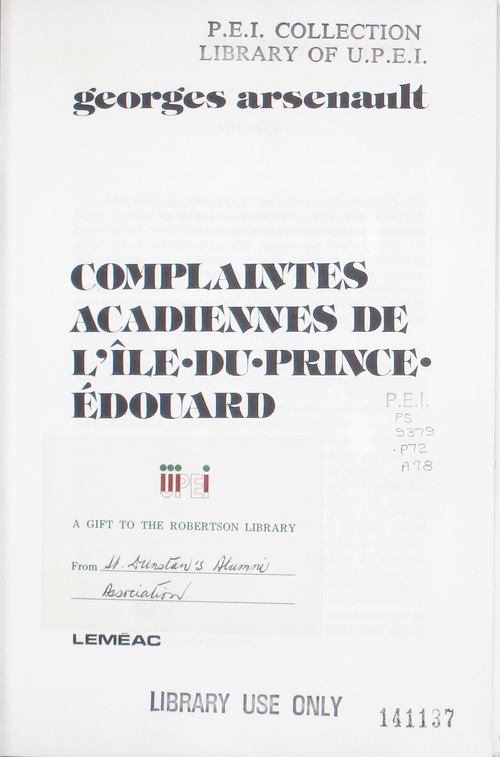 P.E.I. COLLECTION
LIBRARY OF U.P.E.I.
georges arsenault
COMPLAINTES
ACADIENNES DE
L'ÎLE•DU•PRINCE•
ÉDOUARD
P.E.I.
PS
9379
.P72
A78
UPEI
A GIFT TO THE ROBERTSON LIBRARY
From St. Dunstan's Alumni
Association
LEMÉAC
LIBRARY USE ONLY
141137